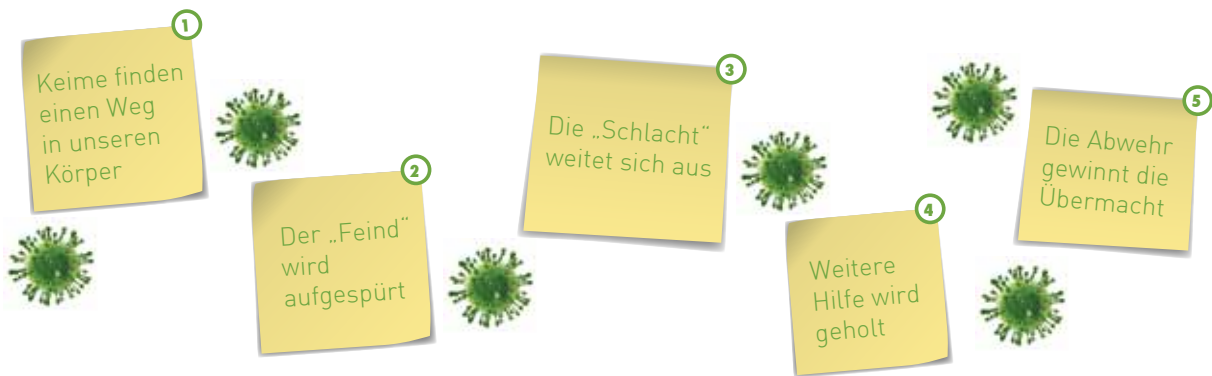 1
Keime finden
einen Weg
in unseren
Körper
2
Der „Feind“
wird
aufgespürt
3
Die „Schlacht“
weitet sich aus
4
Weitere
Hilfe wird
geholt
5
Die Abwehr
gewinnt die
Übermacht